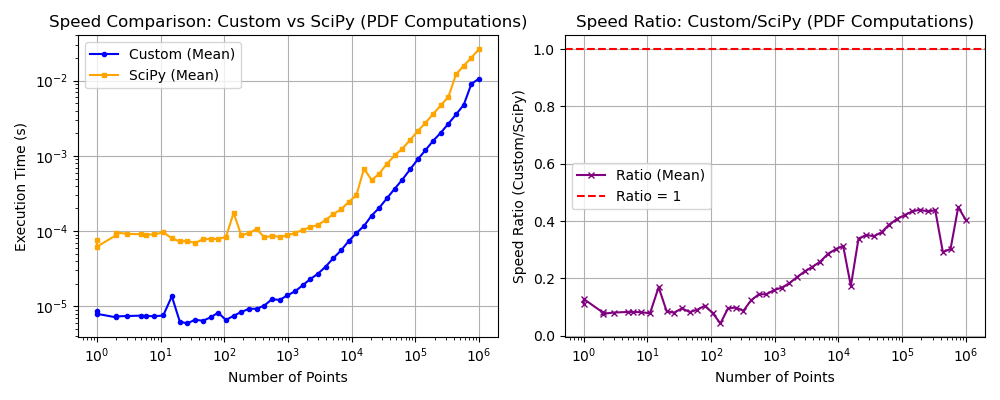 Speed Comparison: Custom vs SciPy (PDF Computations)
Execution Time (s)
10⁻²
10⁻³
10⁻⁴
10⁻⁵
Custom (Mean)
SciPy (Mean)
10⁰ 10¹ 10² 10³ 10⁴ 10⁵ 10⁶
Number of Points
Speed Ratio: Custom/SciPy (PDF Computations)
Speed Ratio (Custom/SciPy)
1.0
0.8
0.6
0.4
0.2
0.0
Ratio (Mean)
Ratio = 1
10⁰ 10¹ 10² 10³ 10⁴ 10⁵ 10⁶
Number of Points